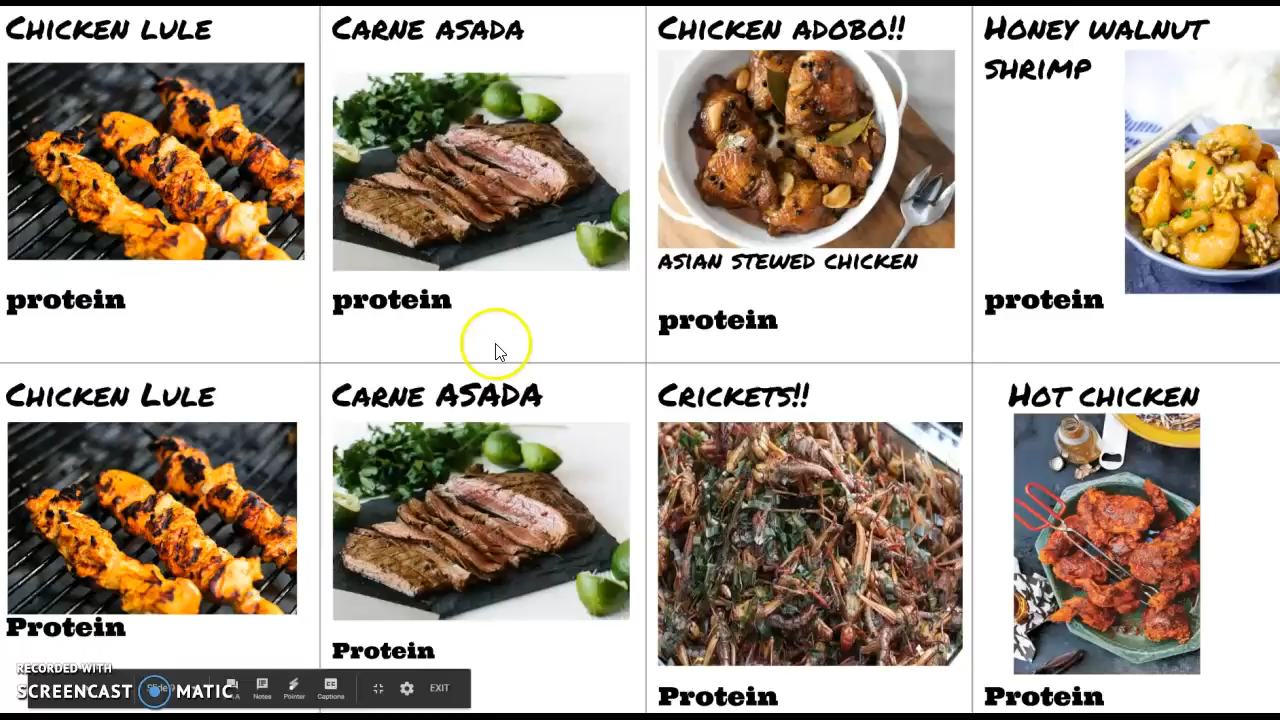 Chicken lule
Carne asada
Chicken adobo!!
Honey walnut
shrimp
asian stewed chicken
protein
protein
protein
protein
Chicken Lule
Carne ASADA
Crickets!!
Hot chicken
Protein
Protein
Protein
Protein
RECORDED WITH
SCREENCAST MATIC
Notes
Pointer
Captions
EXIT